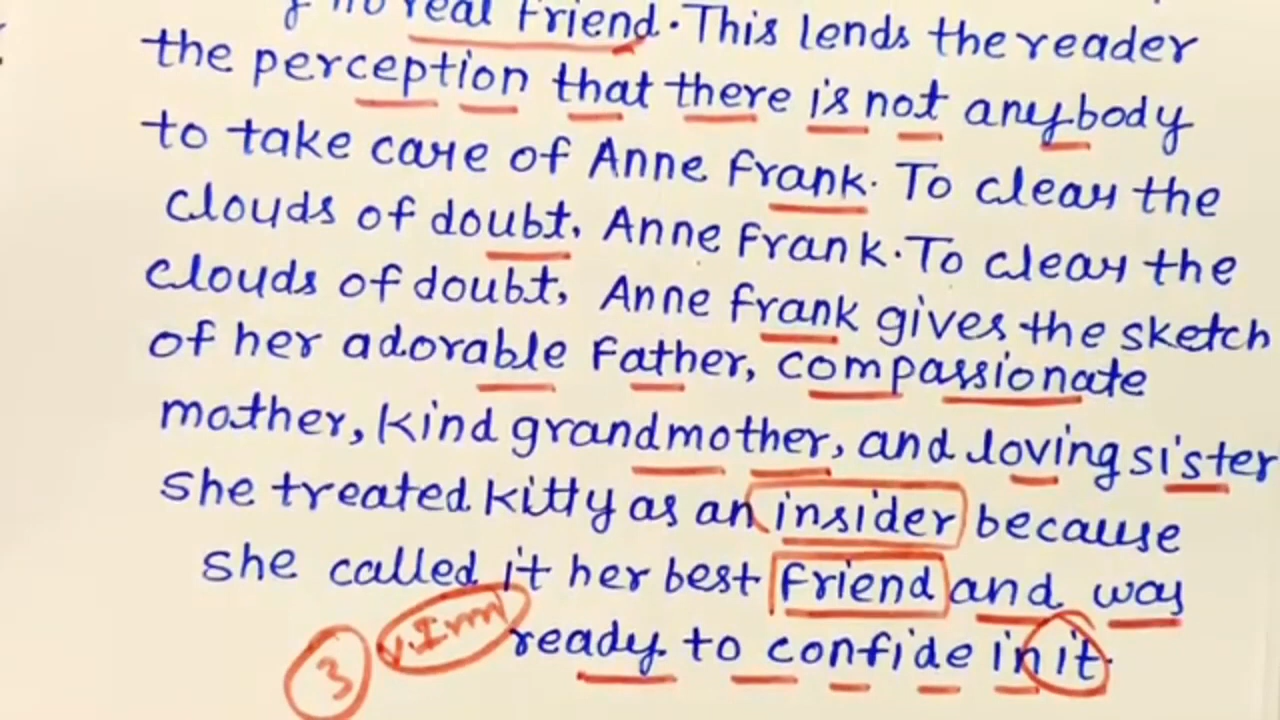 no real Friend. This lends the reader
the perception that there is not anybody
to take care of Anne Frank. To clear the
clouds of doubt, Anne Frank. To clear the
clouds of doubt, Anne Frank gives the sketch
of her adorable Father, compassionate
mother, kind grandmother, and loving sister
She treated kitty as an insider because
she called it her best Friend and was
ready to confide in it.
3 v.Imp